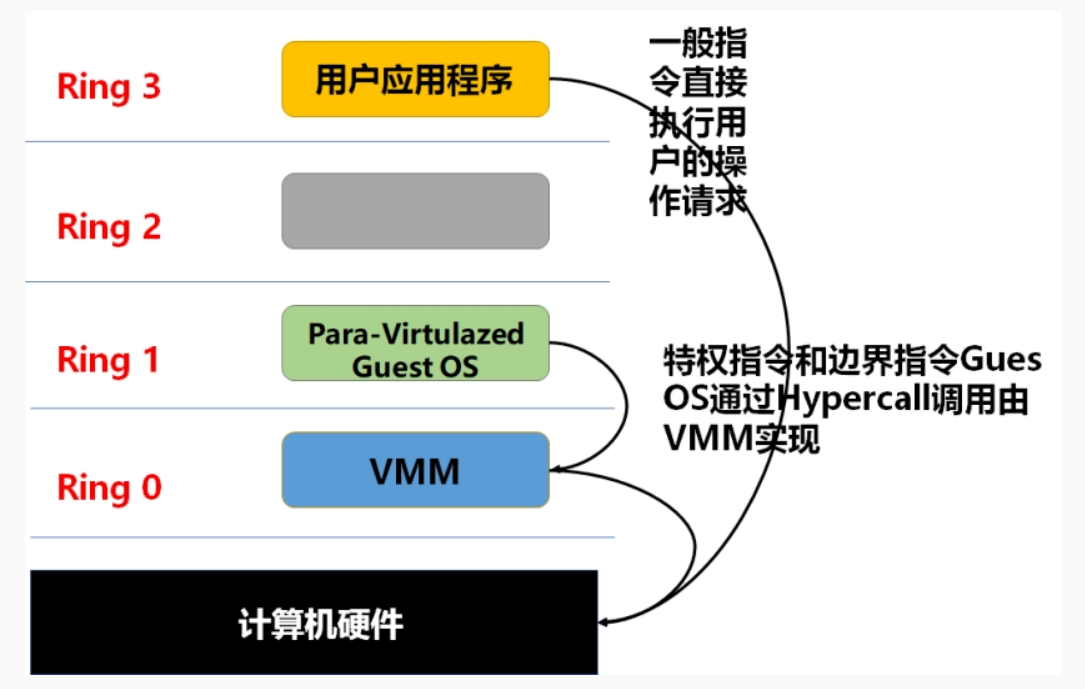 Ring 3
用户应用程序
一般指
令直接
执行用
户的操
作请求
Ring 2
Ring 1
Para-Virtulazed
Guest OS
特权指令和边界指令Gues
OS通过Hypercall调用由
VMM实现
Ring 0
VMM
计算机硬件